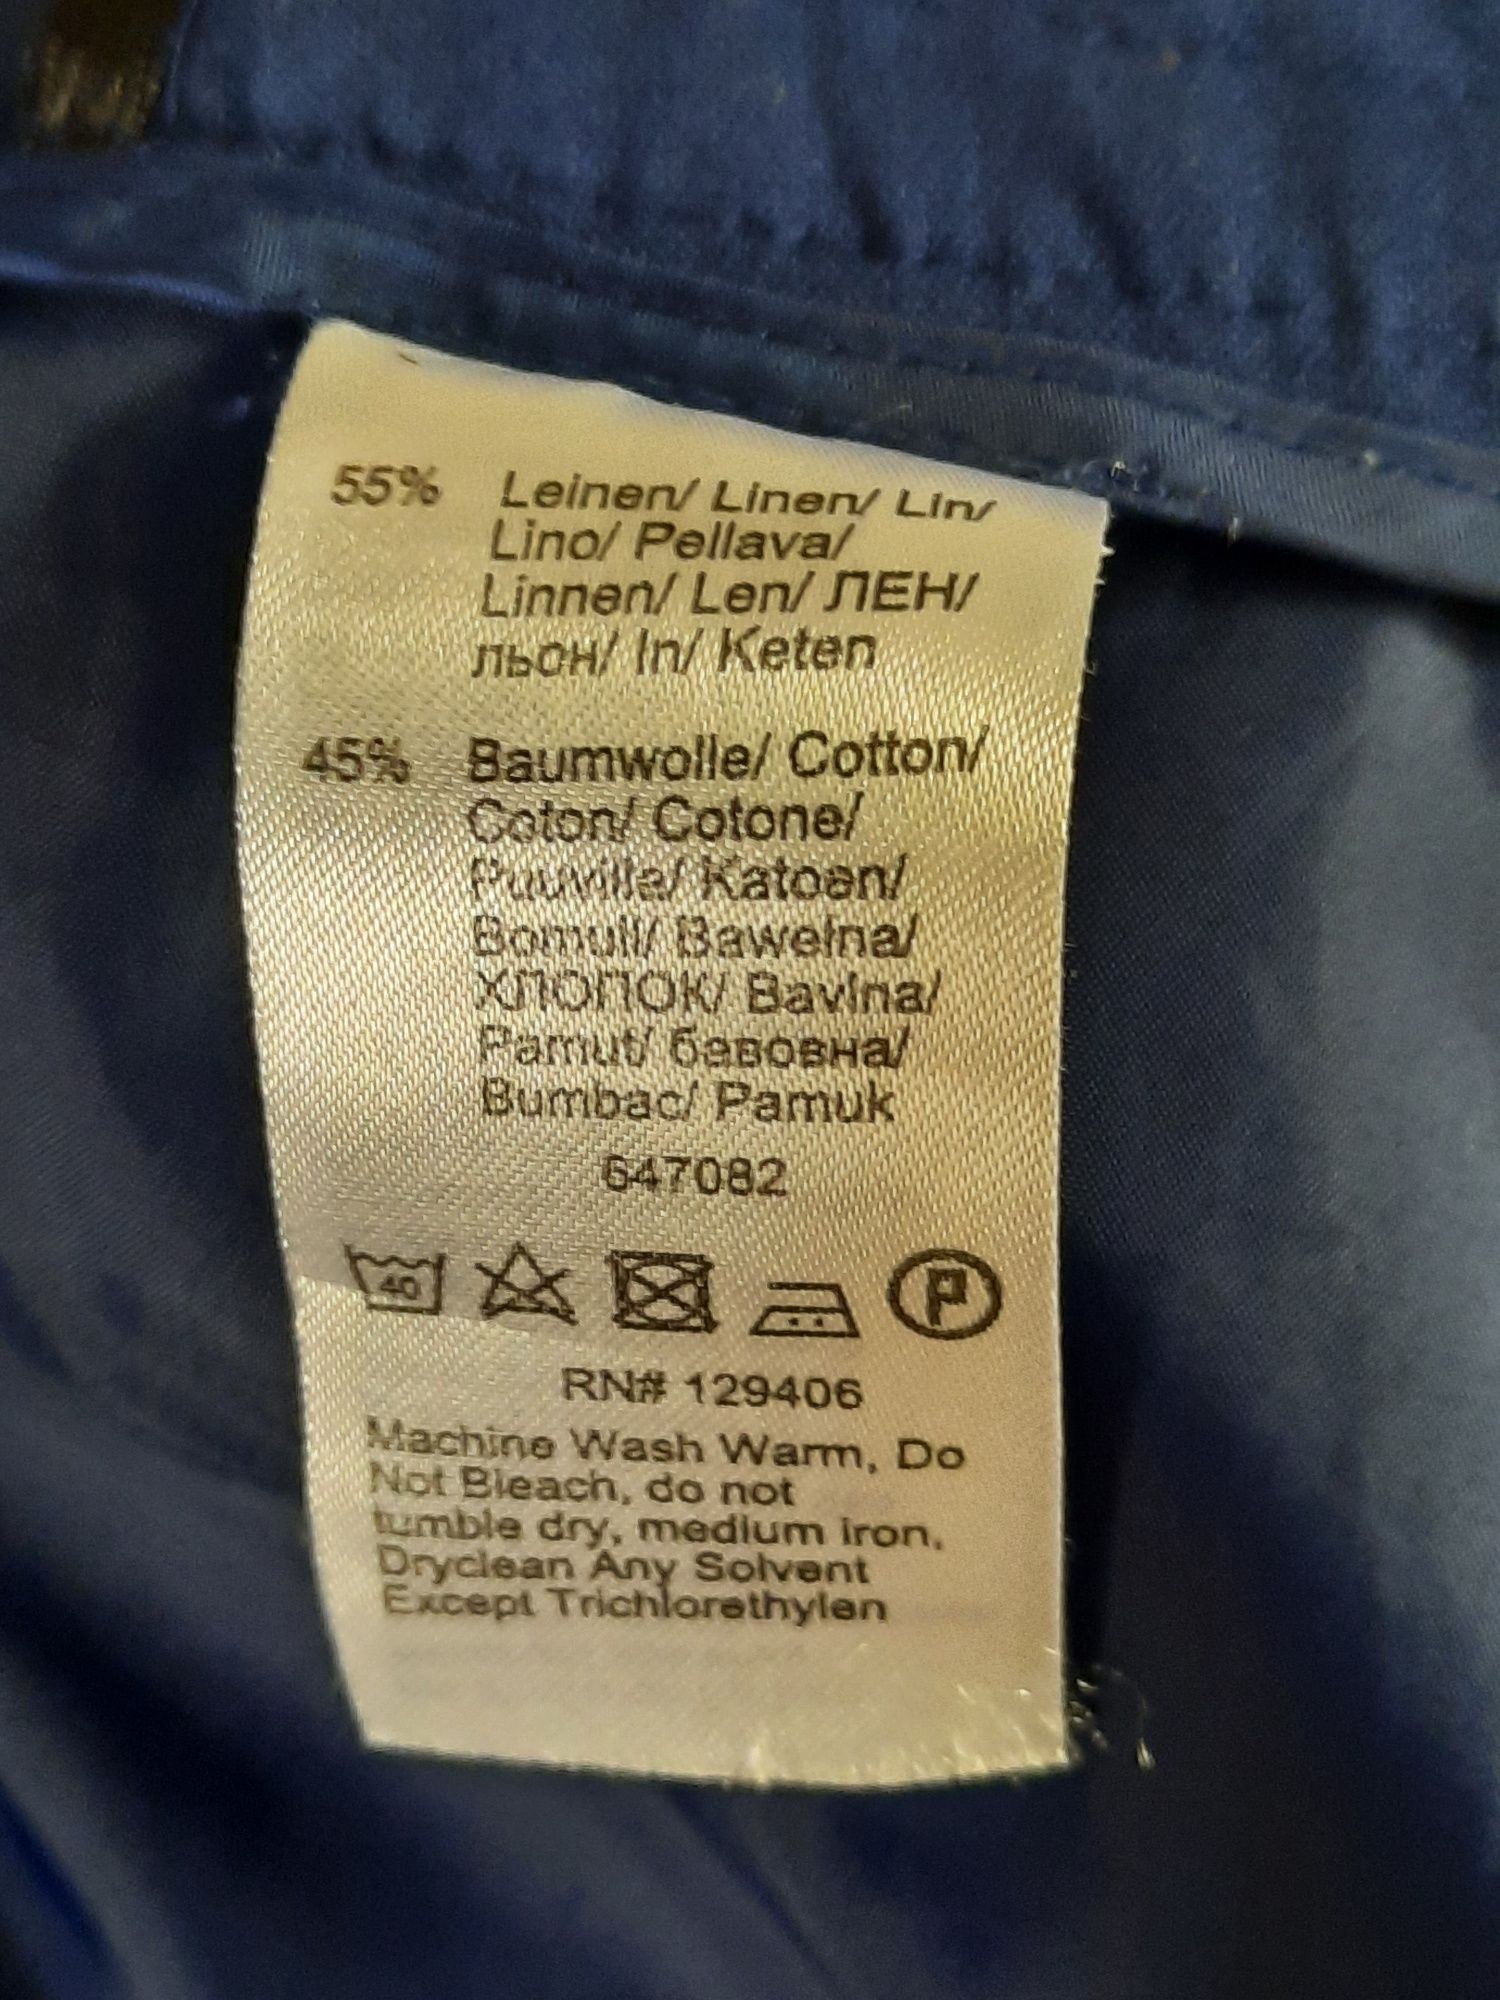 55% Leinen/ Linen/ Lin/
Lino/ Pellava/
Linnen/ Len/ ЛЕН/
льон/ In/ Keten
45% Baumwolle/ Cotton/
Coton/ Cotone/
Puuvilla/ Katoen/
Bomull/ Bawełna/
ХЛОПОК/ Bavlna/
Pamut/ бавовна/
Bumbac/ Pamuk
647082
40
P
RN# 129406
Machine Wash Warm, Do
Not Bleach, do not
tumble dry, medium iron,
Dryclean Any Solvent
Except Trichlorethylen